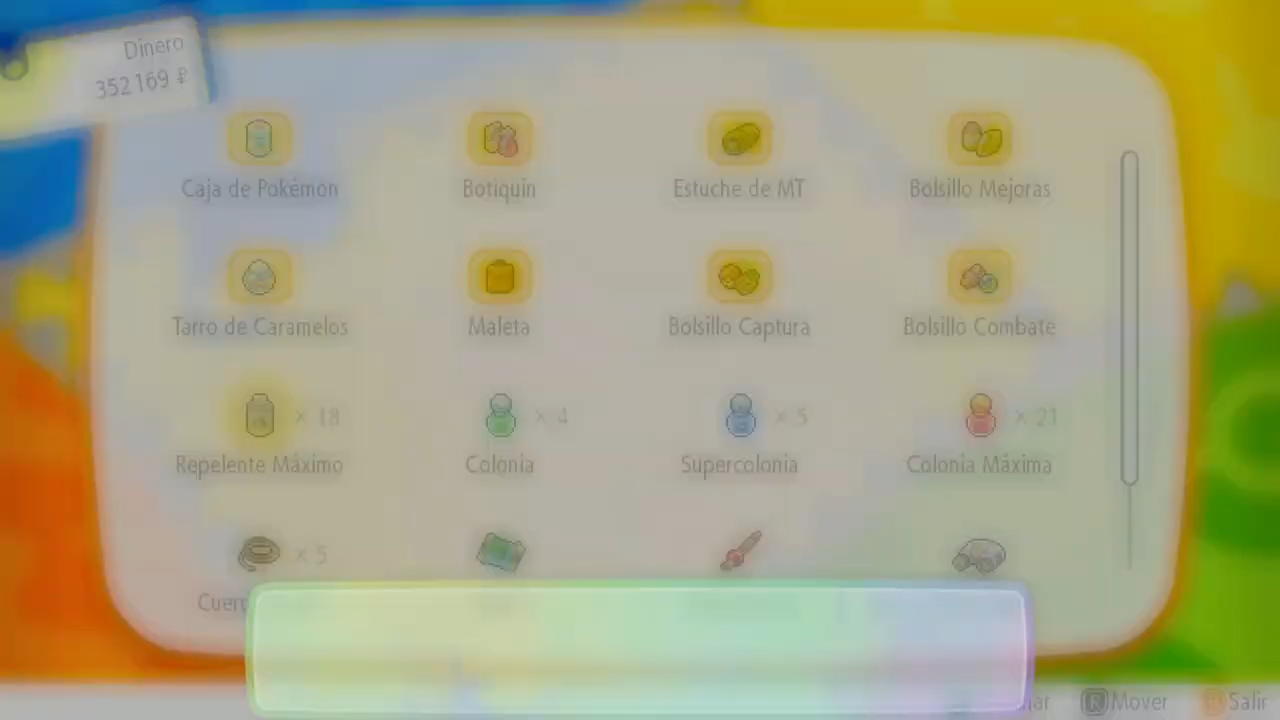 Dinero
352 169 ₽
Caja de Pokémon
Botiquín
Estuche de MT
Bolsillo Mejoras
Tarro de Caramelos
Maleta
Bolsillo Captura
Bolsillo Combate
× 18
× 4
× 5
× 21
Repelente Máximo
Colonia
Supercolonia
Colonia Máxima
× 5
Mover
Salir